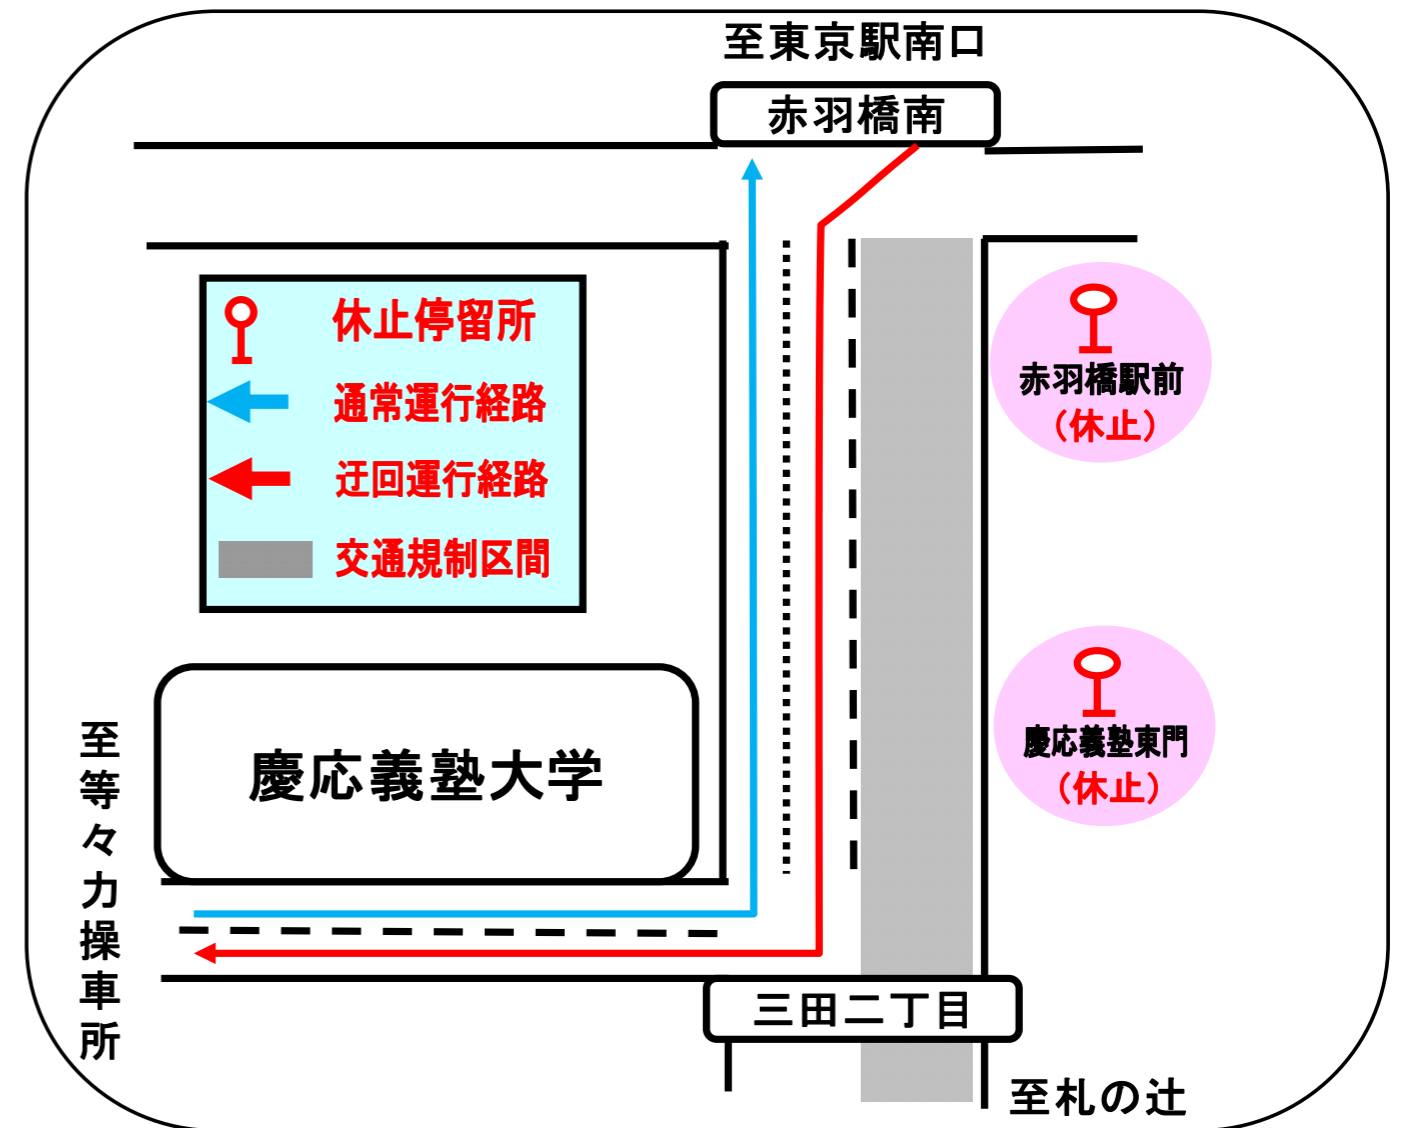 至東京駅南口
赤羽橋南
休止停留所
通常運行経路
迂回運行経路
交通規制区間
赤羽橋駅前
（休止）
慶応義塾大学
慶応義塾東門
（休止）
至等々力操車所
三田二丁目
至札の辻